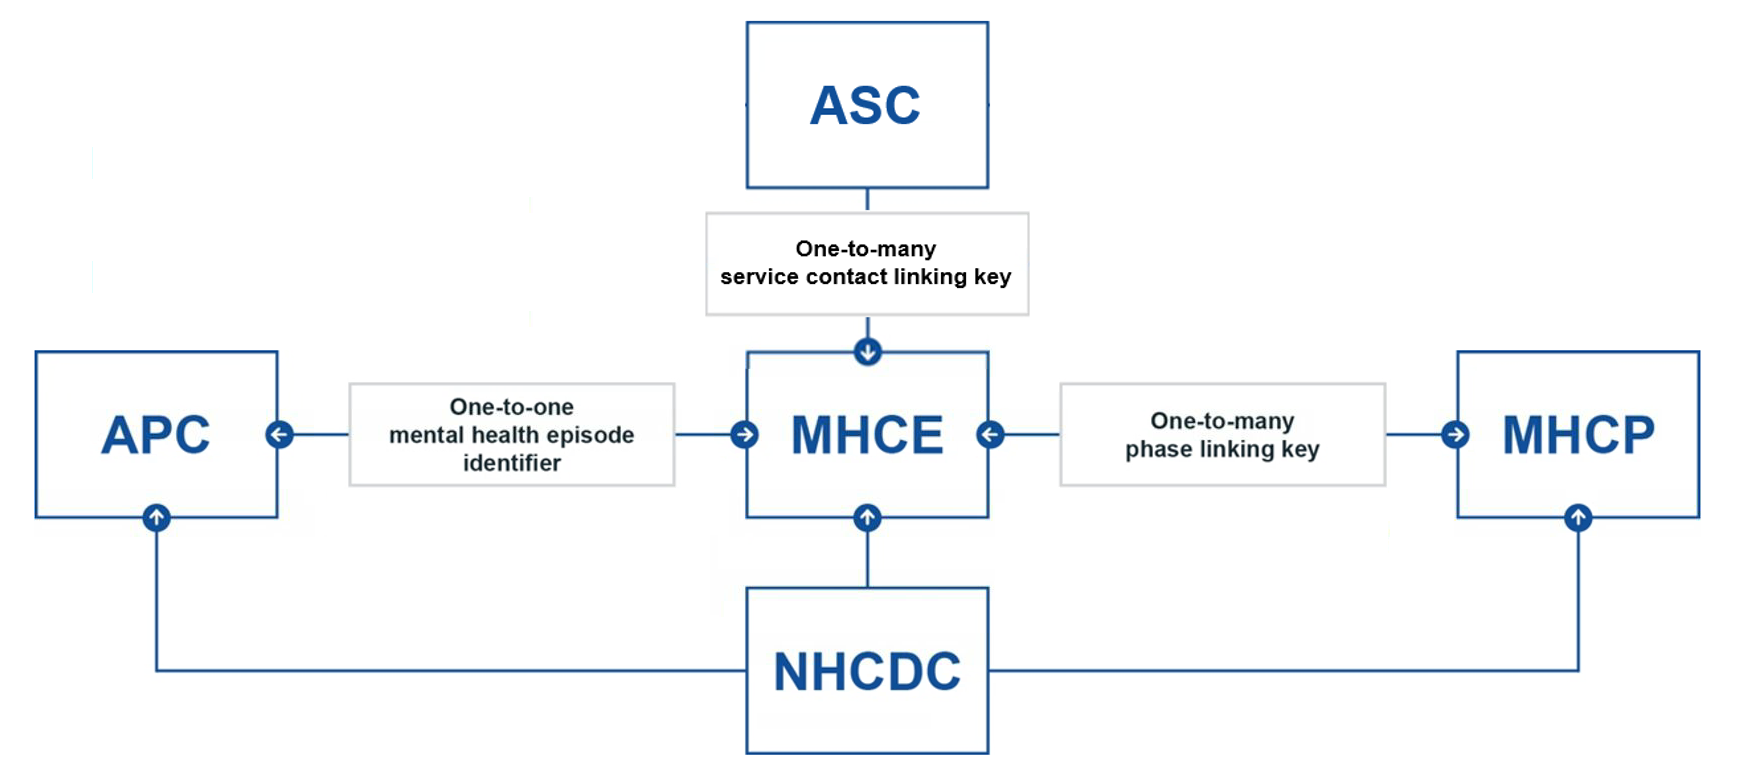 ASC
One-to-many
service contact linking key
APC
One-to-one
mental health episode
identifier
MHCE
One-to-many
phase linking key
MHCP
NHCDC